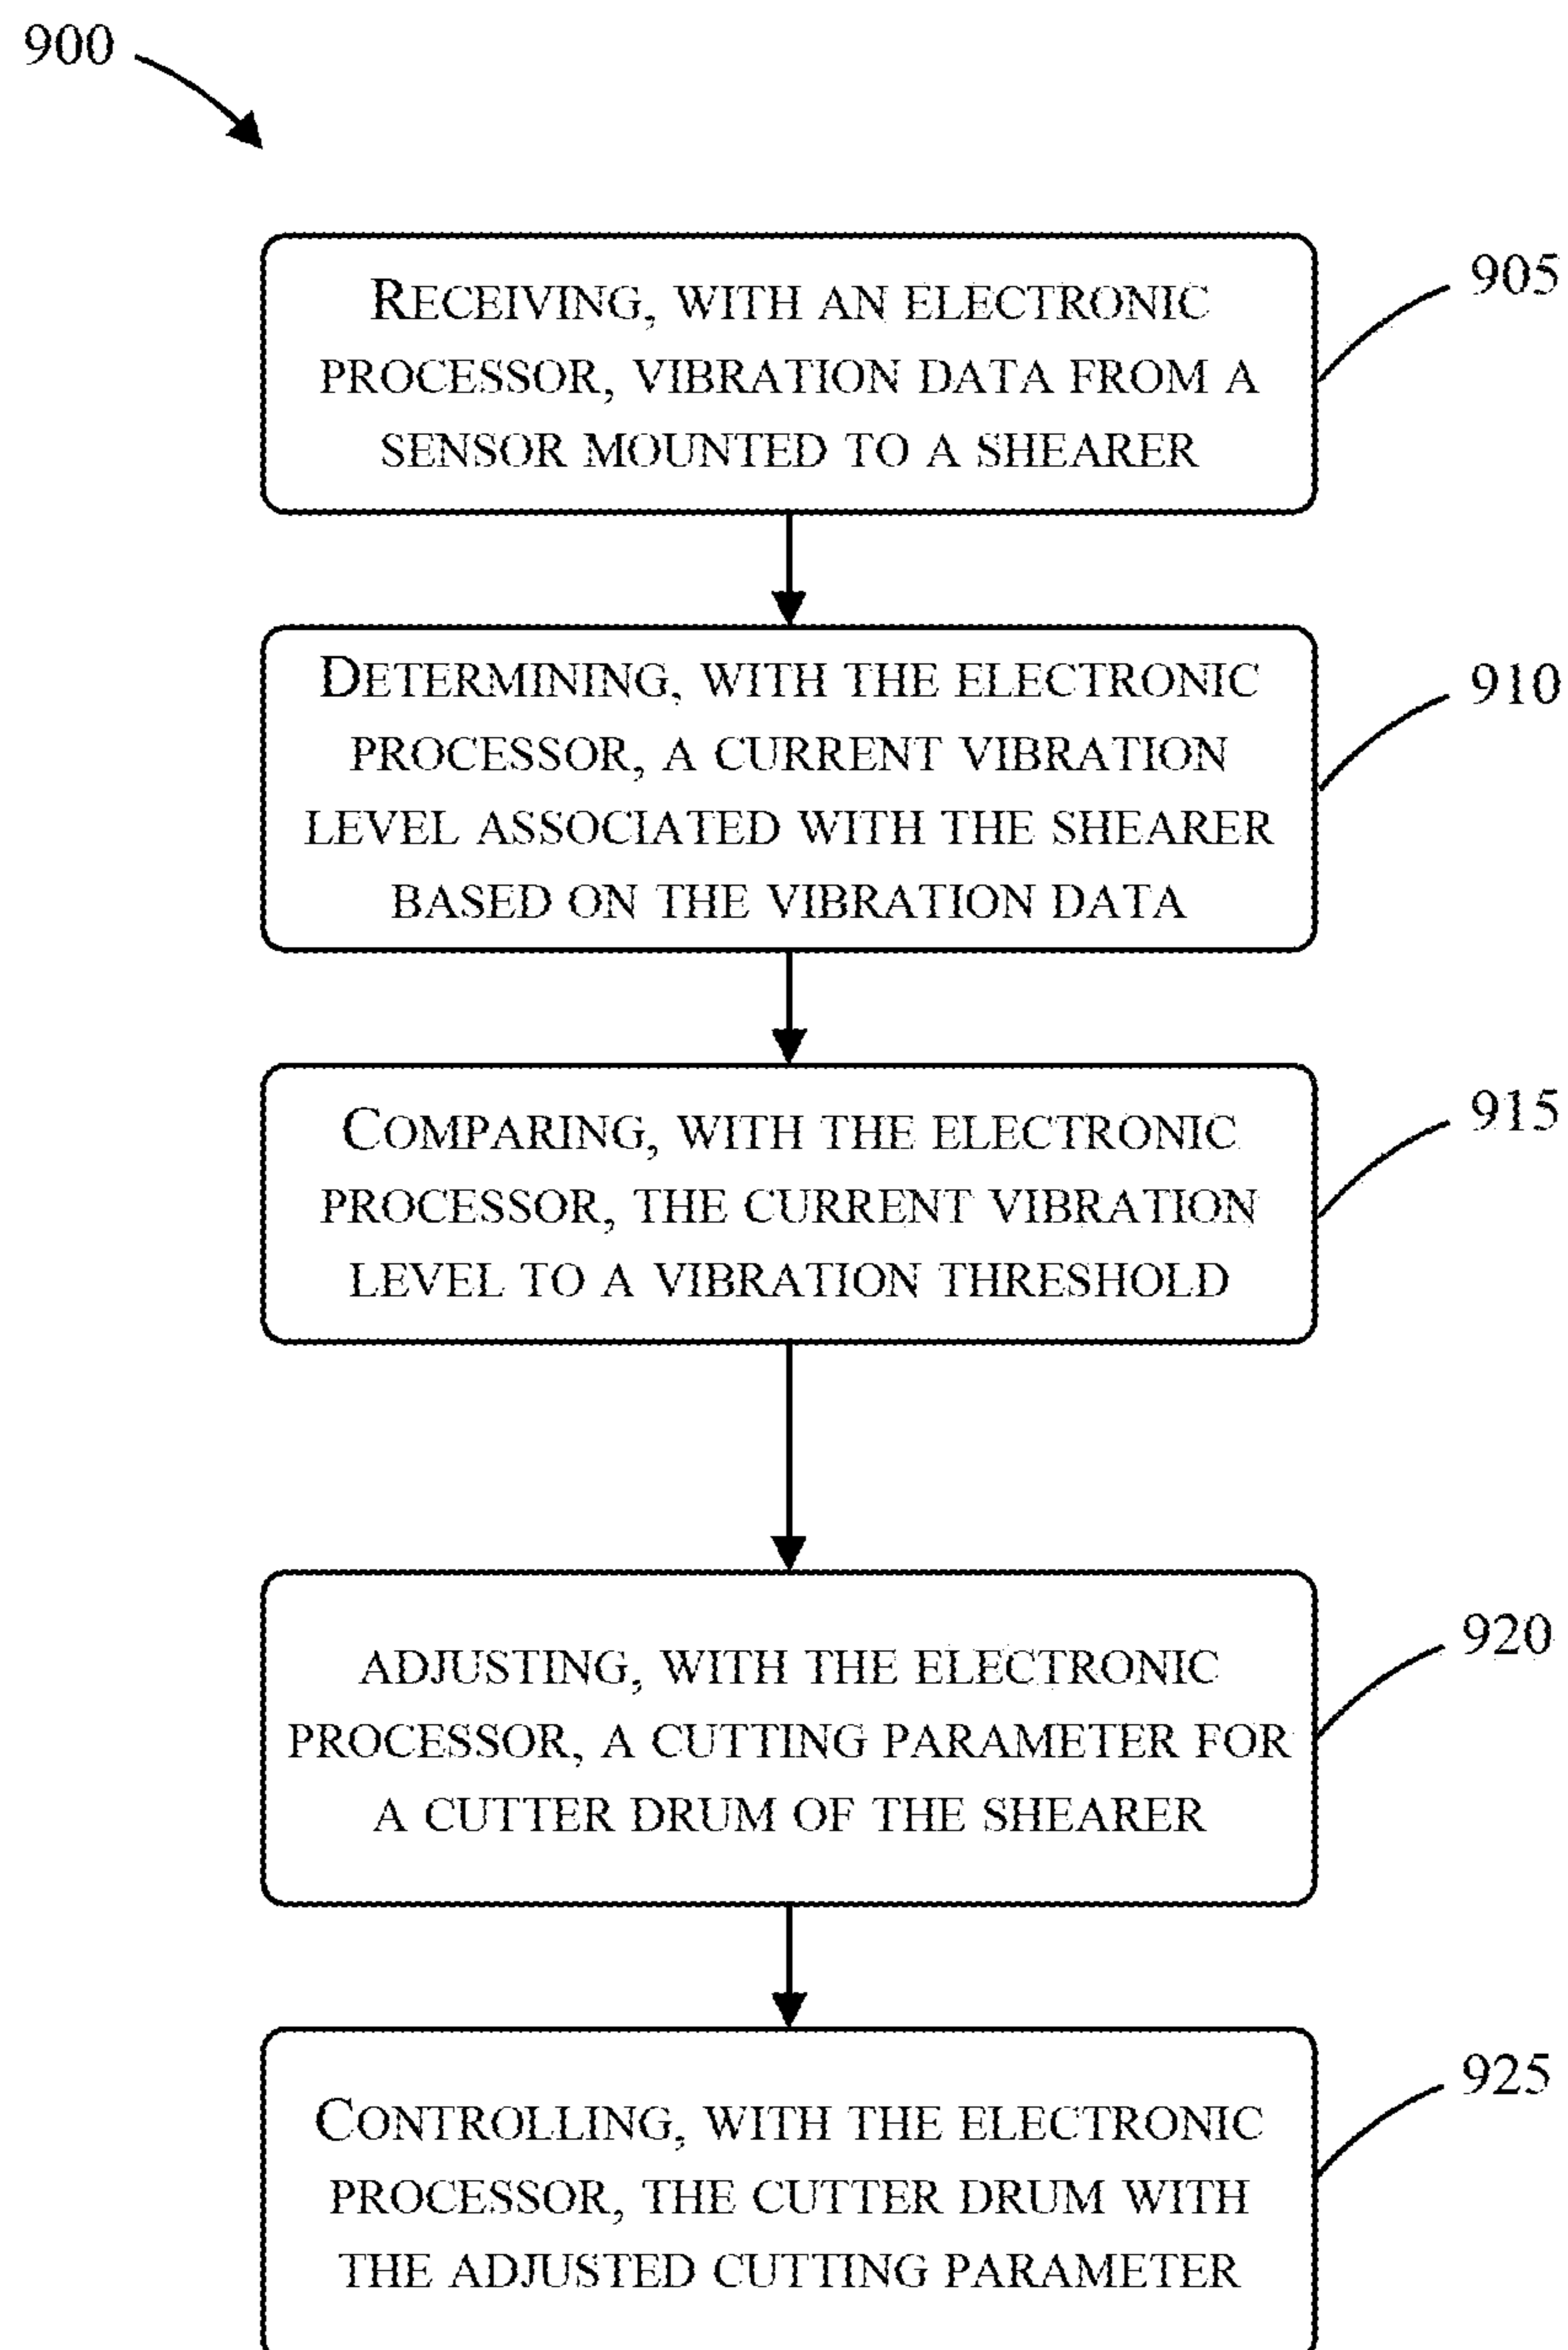 900
RECEIVING, WITH AN ELECTRONIC
PROCESSOR, VIBRATION DATA FROM A
SENSOR MOUNTED TO A SHEARER
905
DETERMINING, WITH THE ELECTRONIC
PROCESSOR, A CURRENT VIBRATION
LEVEL ASSOCIATED WITH THE SHEARER
BASED ON THE VIBRATION DATA
910
COMPARING, WITH THE ELECTRONIC
PROCESSOR, THE CURRENT VIBRATION
LEVEL TO A VIBRATION THRESHOLD
915
ADJUSTING, WITH THE ELECTRONIC
PROCESSOR, A CUTTING PARAMETER FOR
A CUTTER DRUM OF THE SHEARER
920
CONTROLLING, WITH THE ELECTRONIC
PROCESSOR, THE CUTTER DRUM WITH
THE ADJUSTED CUTTING PARAMETER
925